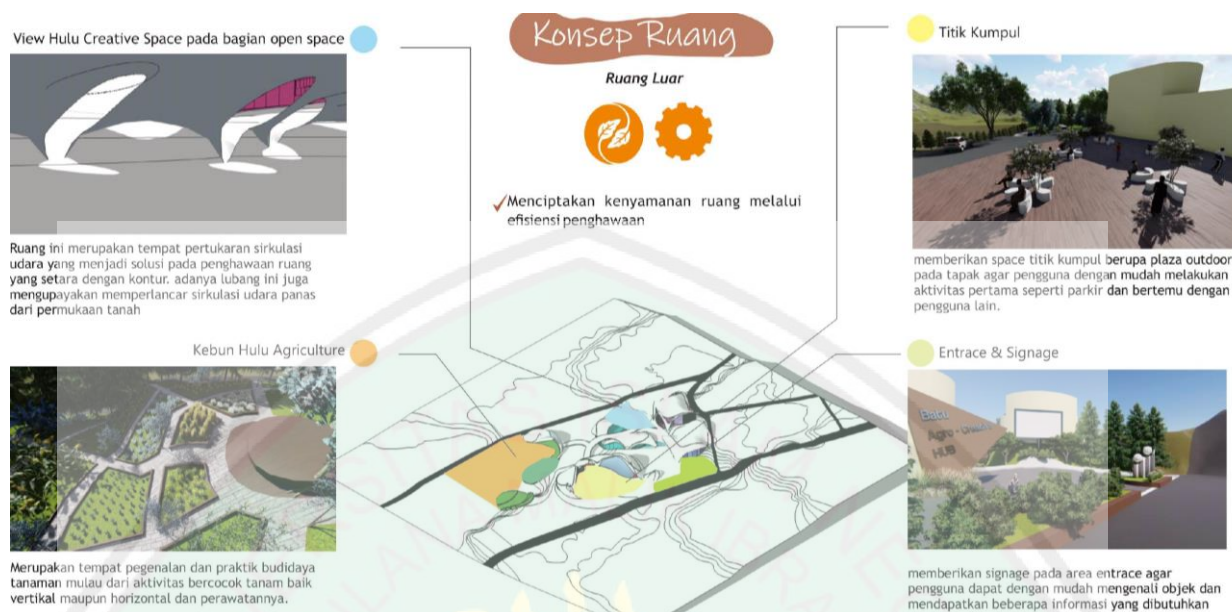 View Hulu Creative Space pada bagian open space
Ruang ini merupakan tempat pertukaran sirkulasi
udara yang menjadi solusi pada penghawaan ruang
yang setara dengan kontur. adanya lubang ini juga
mengupayakan memperlancar sirkulasi udara panas
dari permukaan tanah
Kebun Hulu Agriculture
Merupakan tempat pegenalan dan praktik budidaya
tanaman mulau dari aktivitas bercocok tanam baik
vertikal maupun horizontal dan perawatannya.
Konsep Ruang
Ruang Luar
Menciptakan kenyamanan ruang melalui
efisiensi penghawaan
Titik Kumpul
memberikan space titik kumpul berupa plaza outdoor
pada tapak agar pengguna dengan mudah melakukan
aktivitas pertama seperti parkir dan bertemu dengan
pengguna lain.
Entrace & Signage
Batu
Agro - Creative
HUB
memberikan signage pada area entrace agar
pengguna dapat dengan mudah mengenali objek dan
mendapatkan beberapa informasi yang dibutuhkan